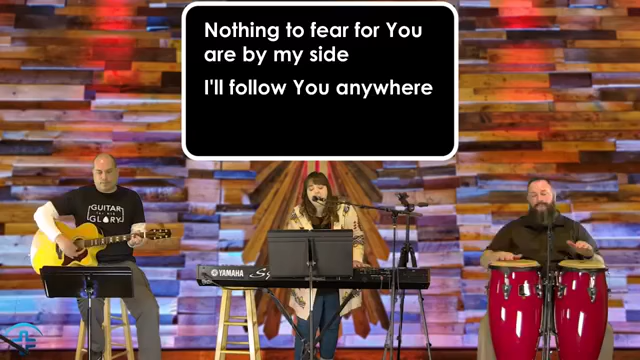 Nothing to fear for You
are by my side
I'll follow You anywhere
GUITAR
GLORY
YAMAHA